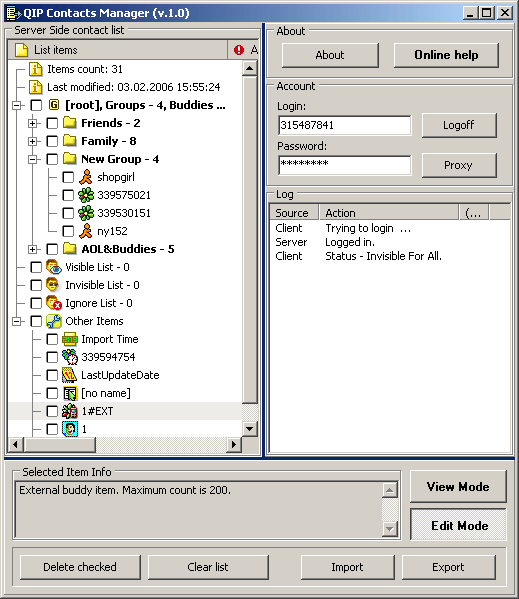 QIP Contacts Manager (v.1.0)
Server Side contact list
List items
A
Items count: 31
Last modified: 03.02.2006 15:55:24
[root], Groups - 4, Buddies ...
Friends - 2
Family - 8
New Group - 4
shopgirl
339575021
339530151
ny152
AOL&Buddies - 5
Visible List - 0
Invisible List - 0
Ignore List - 0
Other Items
Import Time
339594754
LastUpdateDate
[no name]
1#EXT
1
About
About
Online help
Account
Login:
315487841
Logoff
Password:
********
Proxy
Log
Source Action (...
Client Trying to login ...
Server Logged in.
Client Status - Invisible For All.
Selected Item Info
External buddy item. Maximum count is 200.
View Mode
Edit Mode
Delete checked
Clear list
Import
Export